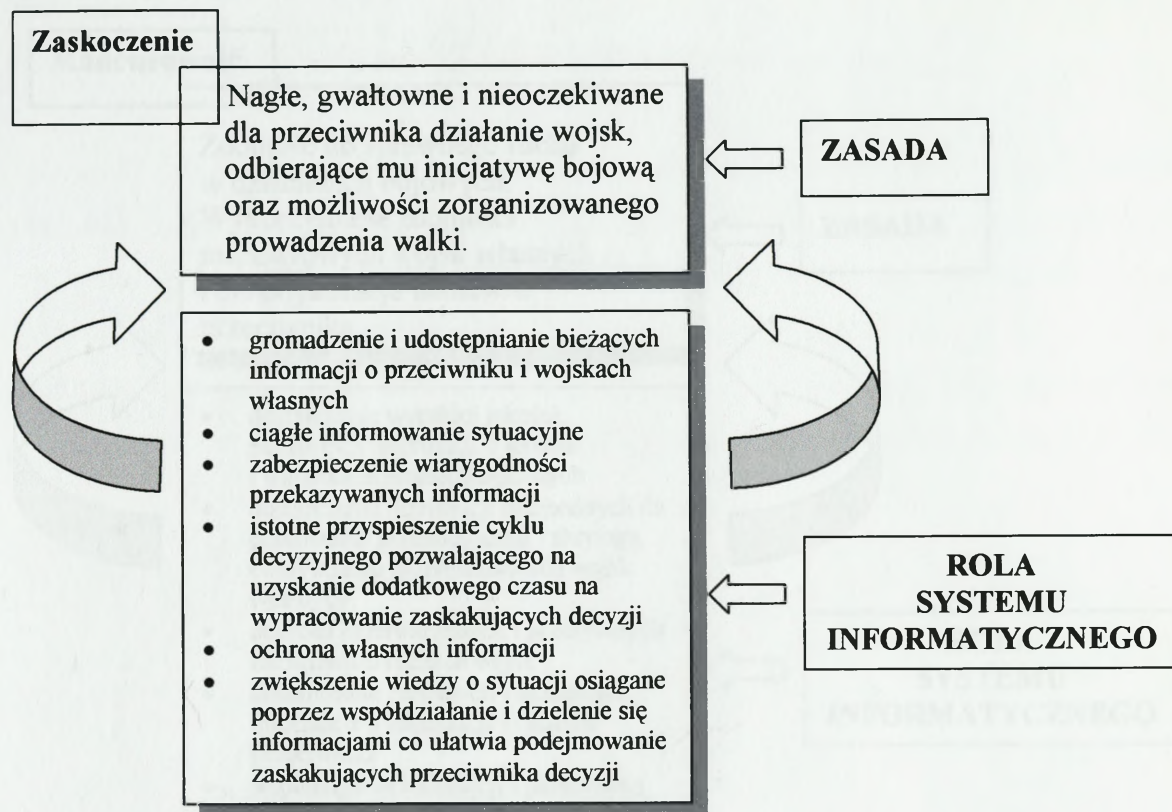 Zaskoczenie
Nagłe, gwałtowne i nieoczekiwane
dla przeciwnika działanie wojsk,
odbierające mu inicjatywę bojową
oraz możliwości zorganizowanego
prowadzenia walki.
ZASADA
• gromadzenie i udostępnianie bieżących
informacji o przeciwniku i wojskach
własnych
• ciągłe informowanie sytuacyjne
• zabezpieczenie wiarygodności
przekazywanych informacji
• istotne przyspieszenie cyklu
decyzyjnego pozwalającego na
uzyskanie dodatkowego czasu na
wypracowanie zaskakujących decyzji
• ochrona własnych informacji
• zwiększenie wiedzy o sytuacji osiągane
poprzez współdziałanie i dzielenie się
informacjami co ułatwia podejmowanie
zaskakujących przeciwnika decyzji
ROLA
SYSTEMU
INFORMATYCZNEGO